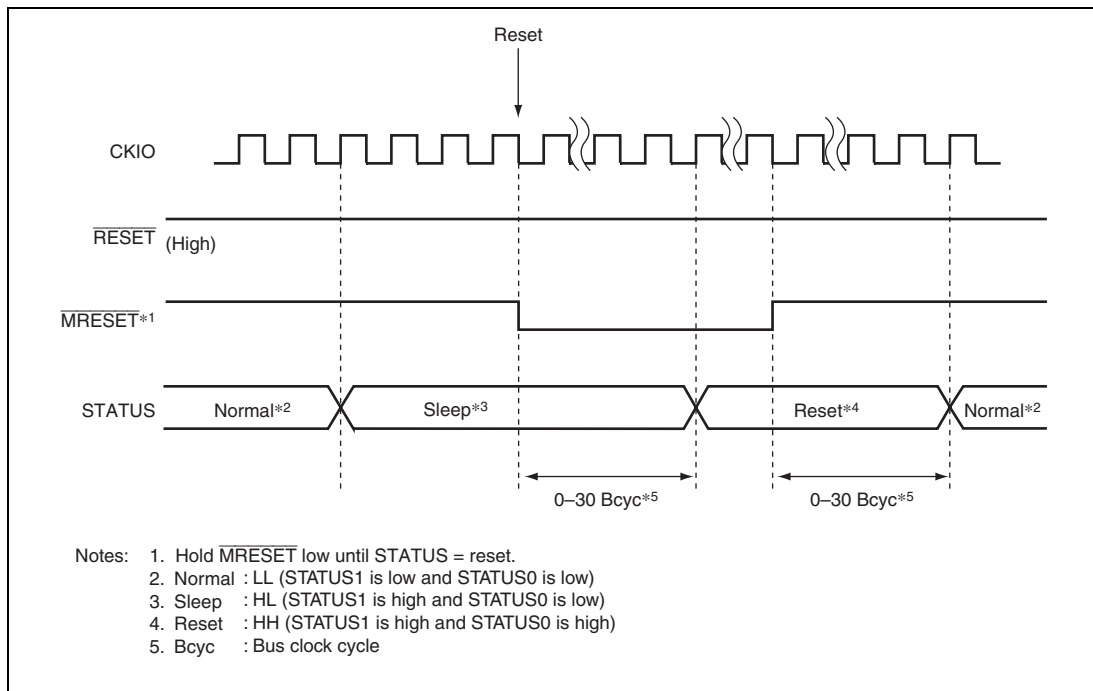 Reset
CKIO
RESET (High)
MRESET*1
STATUS Normal*2 Sleep*3 Reset*4 Normal*2
0–30 Bcyc*5 0–30 Bcyc*5
Notes: 1. Hold MRESET low until STATUS = reset.
2. Normal : LL (STATUS1 is low and STATUS0 is low)
3. Sleep : HL (STATUS1 is high and STATUS0 is low)
4. Reset : HH (STATUS1 is high and STATUS0 is high)
5. Bcyc : Bus clock cycle